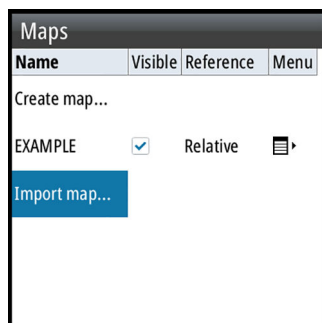 Maps
Name Visible Reference Menu
Create map...
EXAMPLE Relative
Import map...